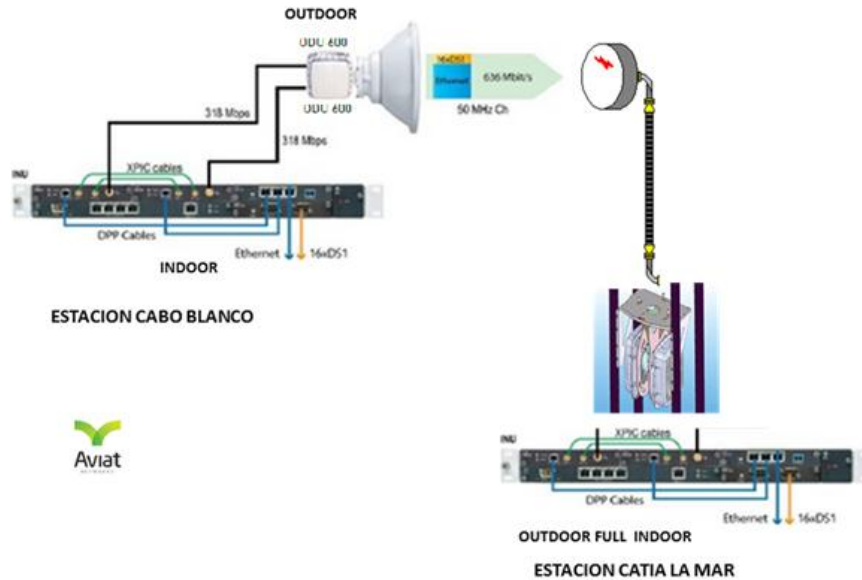 OUTDOOR
ODU 600
16xDS1
Ethernet
636 Mbit/s
ODU 600
50 MHz Ch
318 Mbps
318 Mbps
INU
XPIC cables
DPP Cables
Ethernet
16xDS1
INDOOR
ESTACION CABO BLANCO
Aviat
NETWORKS
INU
XPIC cables
DPP Cables
Ethernet
16xDS1
OUTDOOR FULL INDOOR
ESTACION CATIA LA MAR